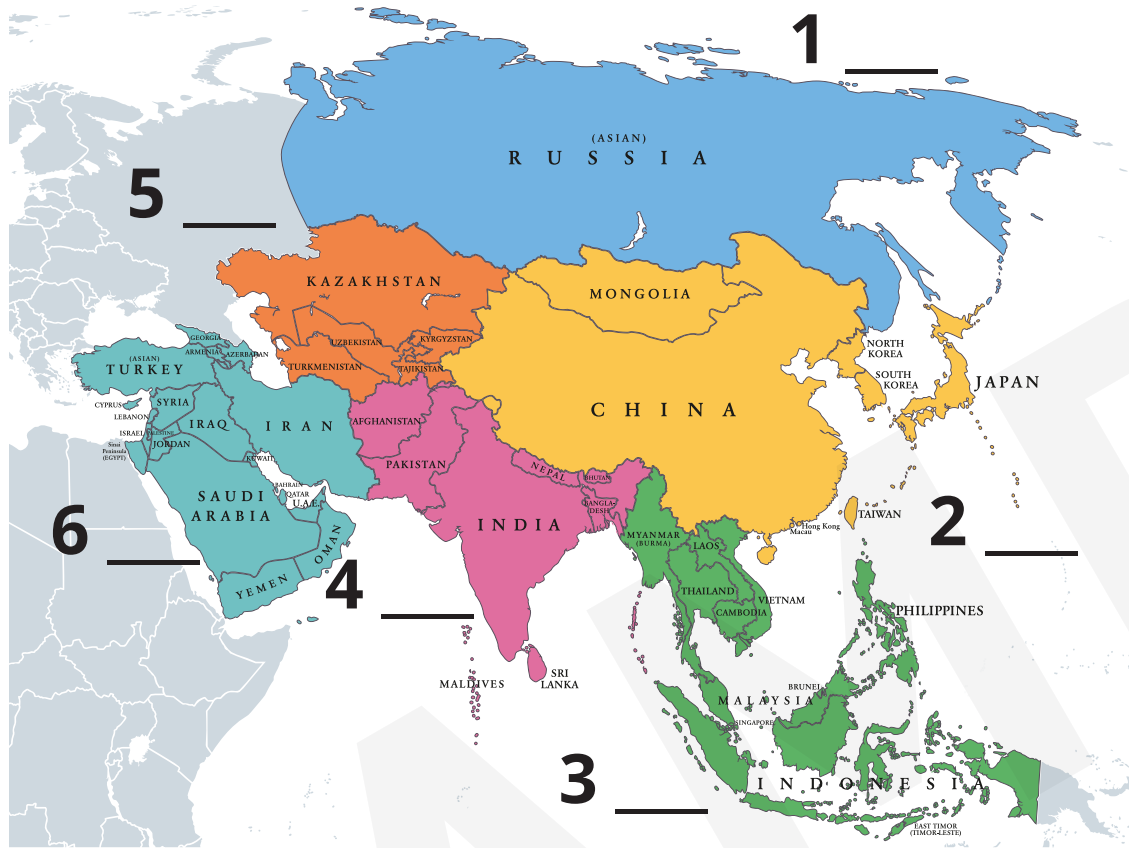 1
(ASIAN)
RUSSIA
5
KAZAKHSTAN
MONGOLIA
GEORGIA
ARMENIA
AZERBAIJAN
UZBEKISTAN
KYRGYZSTAN
TURKMENISTAN
TAJIKISTAN
NORTH
KOREA
SOUTH
KOREA
JAPAN
(ASIAN)
TURKEY
CYPRUS
SYRIA
LEBANON
IRAQ
IRAN
ISRAEL
PALESTINE
JORDAN
Sinai
Peninsula
(EGYPT)
KUWAIT
AFGHANISTAN
PAKISTAN
CHINA
NEPAL
BHUTAN
BANGLA-
DESH
INDIA
BAHRAIN
QATAR
U.A.E.
SAUDI
ARABIA
OMAN
YEMEN
6
4
2
TAIWAN
Hong Kong
Macau
MYANMAR
(BURMA)
LAOS
THAILAND
VIETNAM
CAMBODIA
PHILIPPINES
MALDIVES
SRI
LANKA
BRUNEI
MALAYSIA
SINGAPORE
3
INDONESIA
EAST TIMOR
(TIMOR-LESTE)